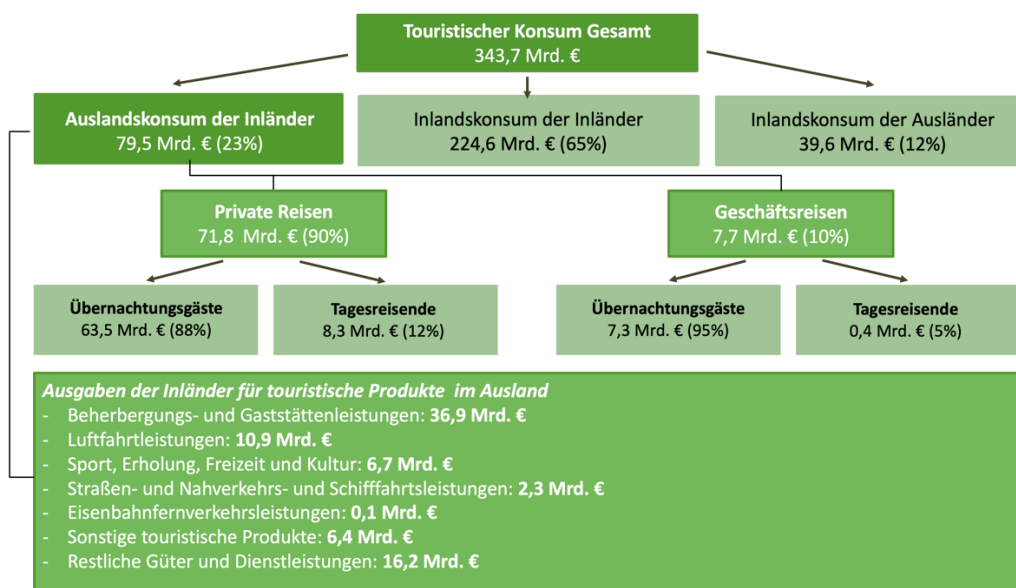 Touristischer Konsum Gesamt
343,7 Mrd. €
Auslandskonsum der Inländer
79,5 Mrd. € (23%)
Inlandskonsum der Inländer
224,6 Mrd. € (65%)
Inlandskonsum der Ausländer
39,6 Mrd. € (12%)
Private Reisen
71,8 Mrd. € (90%)
Geschäftsreisen
7,7 Mrd. € (10%)
Übernachtungsgäste
63,5 Mrd. € (88%)
Tagesreisende
8,3 Mrd. € (12%)
Übernachtungsgäste
7,3 Mrd. € (95%)
Tagesreisende
0,4 Mrd. € (5%)
Ausgaben der Inländer für touristische Produkte im Ausland
- Beherbergungs- und Gaststättenleistungen: 36,9 Mrd. €
- Luftfahrtleistungen: 10,9 Mrd. €
- Sport, Erholung, Freizeit und Kultur: 6,7 Mrd. €
- Straßen- und Nahverkehrs- und Schifffahrtsleistungen: 2,3 Mrd. €
- Eisenbahnfernverkehrsleistungen: 0,1 Mrd. €
- Sonstige touristische Produkte: 6,4 Mrd. €
- Restliche Güter und Dienstleistungen: 16,2 Mrd. €